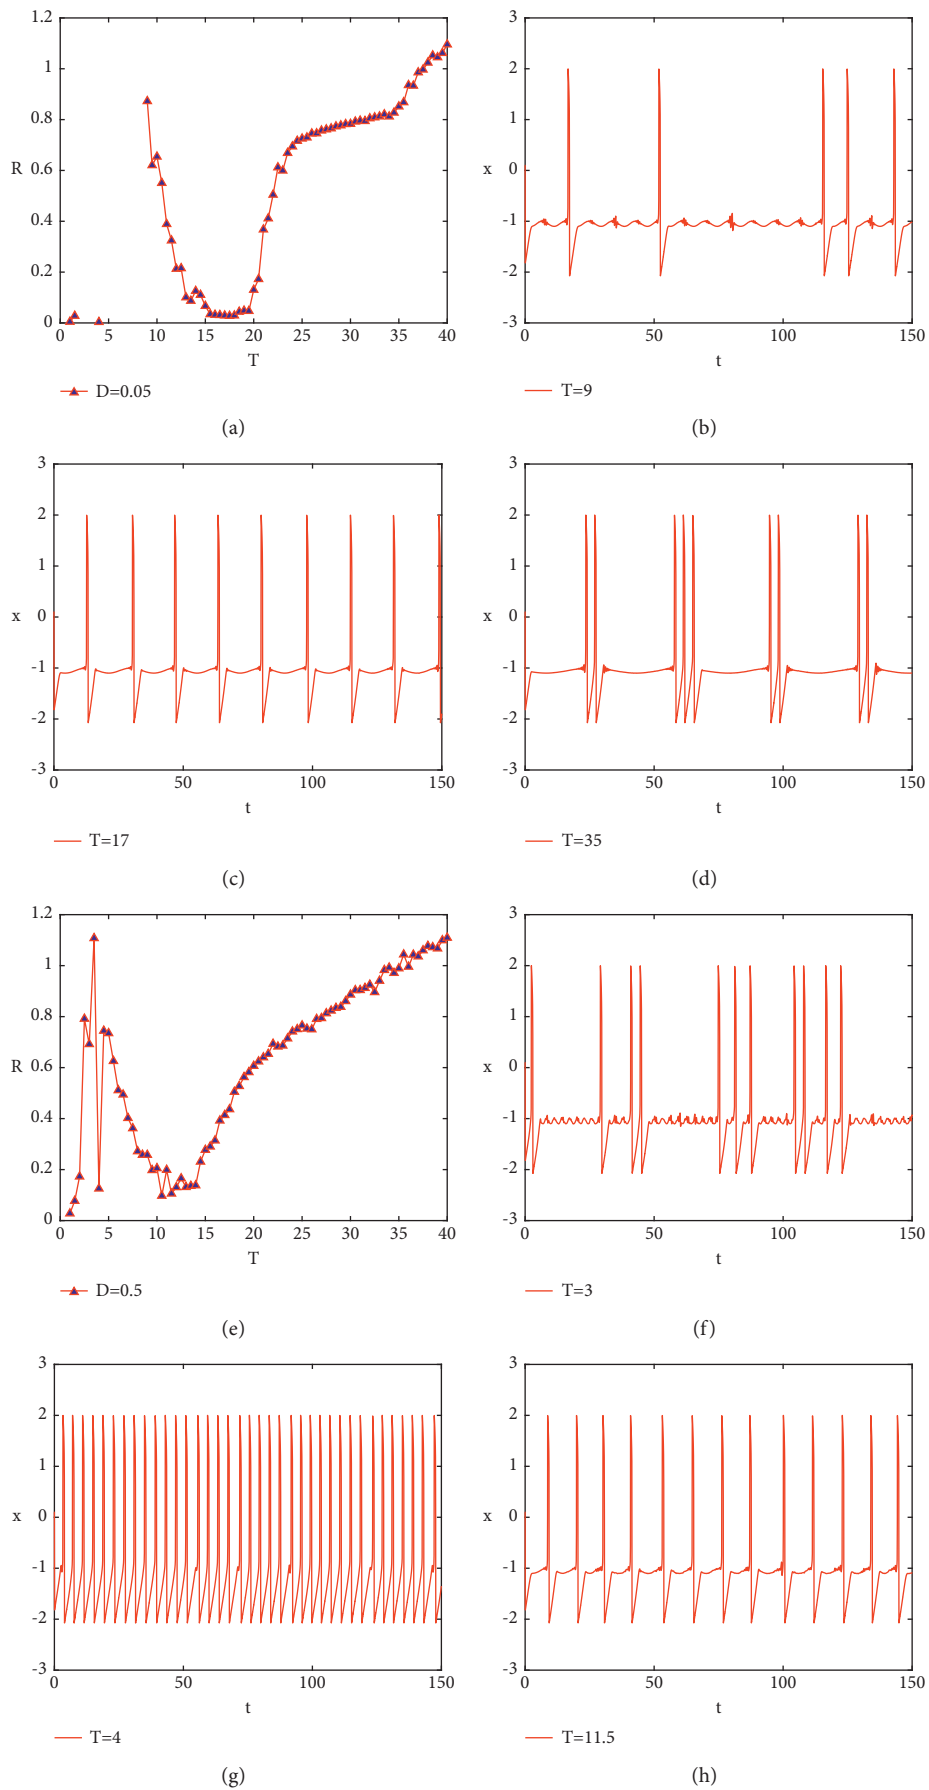 1.2
1
0.8
R 0.6
0.4
0.2
0
0 5 10 15 20 25 30 35 40
T
D=0.05
(a)
3
2
1
x 0
-1
-2
-3
0 50 100 150
t
T=9
(b)
3
2
1
x 0
-1
-2
-3
0 50 100 150
t
T=17
(c)
3
2
1
x 0
-1
-2
-3
0 50 100 150
t
T=35
(d)
1.2
1
0.8
R 0.6
0.4
0.2
0
0 5 10 15 20 25 30 35 40
T
D=0.5
(e)
3
2
1
x 0
-1
-2
-3
0 50 100 150
t
T=3
(f)
3
2
1
x 0
-1
-2
-3
0 50 100 150
t
T=4
(g)
3
2
1
x 0
-1
-2
-3
0 50 100 150
t
T=11.5
(h)